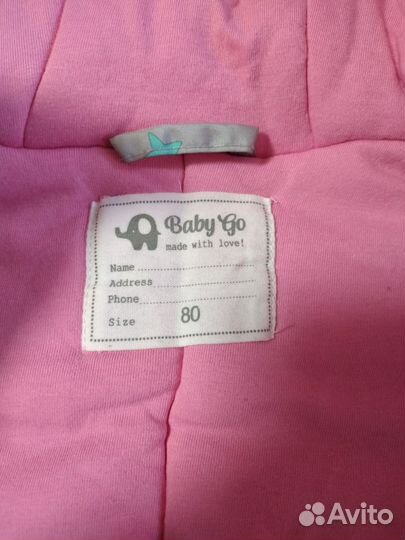 Baby Go
made with love!
Name
Address
Phone
Size 80
Avito